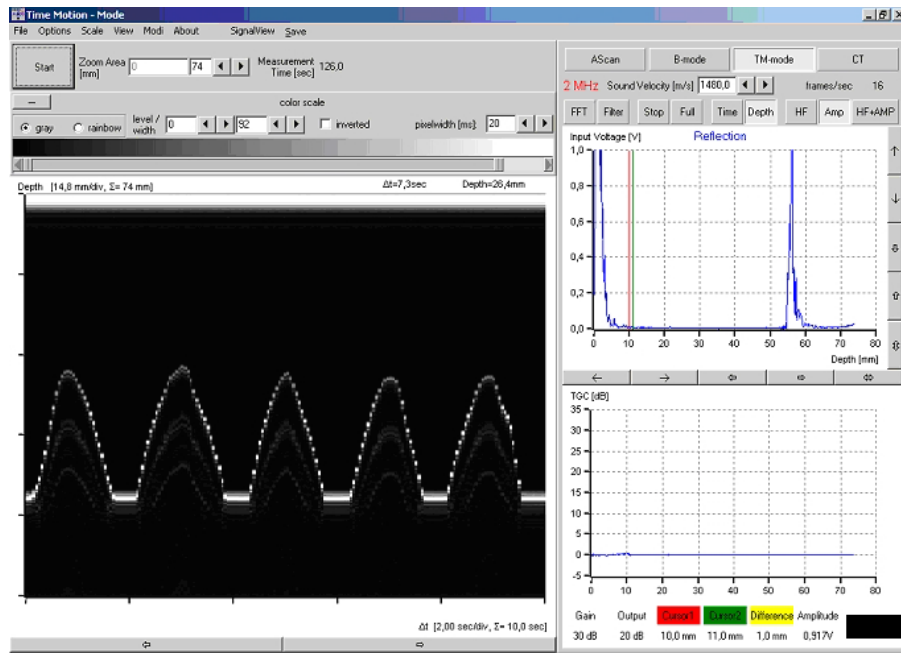 Time Motion - Mode
File Options Scale View Modi About SignalView Save
Start
Zoom Area [mm] 0 74
Measurement Time [sec] 126,0
color scale
gray rainbow level / width 0 92 inverted pixelwidth [ms]: 20
Depth [14,8 mm/div, Σ= 74 mm] Δt=7,3sec Depth=26,4mm
Δt [2,00 sec/div, Σ= 10,0 sec]
AScan B-mode TM-mode CT
2 MHz Sound Velocity [m/s] 1480,0 frames/sec 16
FFT Filter Stop Full Time Depth HF Amp HF+AMP
Input Voltage [V] Reflection
1,0
0,8
0,6
0,4
0,2
0,0
0 10 20 30 40 50 60 70 80
Depth [mm]
TGC [dB]
35
30
25
20
15
10
5
0
-5
0 10 20 30 40 50 60 70 80
Gain Output Cursor1 Cursor2 Difference Amplitude
30 dB 20 dB 10,0 mm 11,0 mm 1,0 mm 0,917V